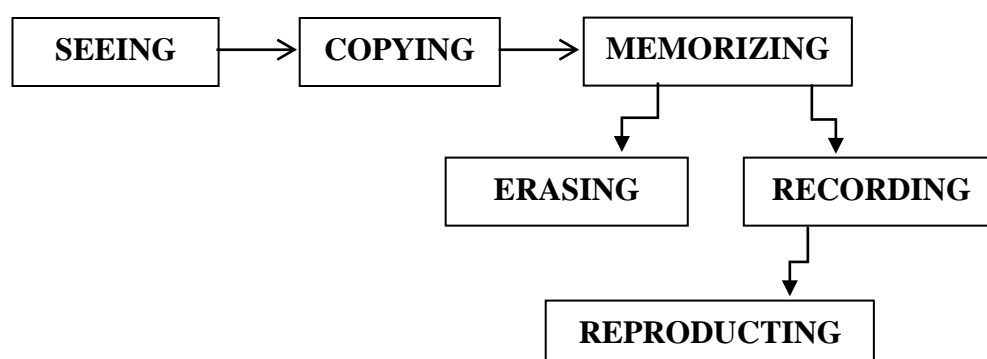 SEEING
COPYING
MEMORIZING
ERASING
RECORDING
REPRODUCTING